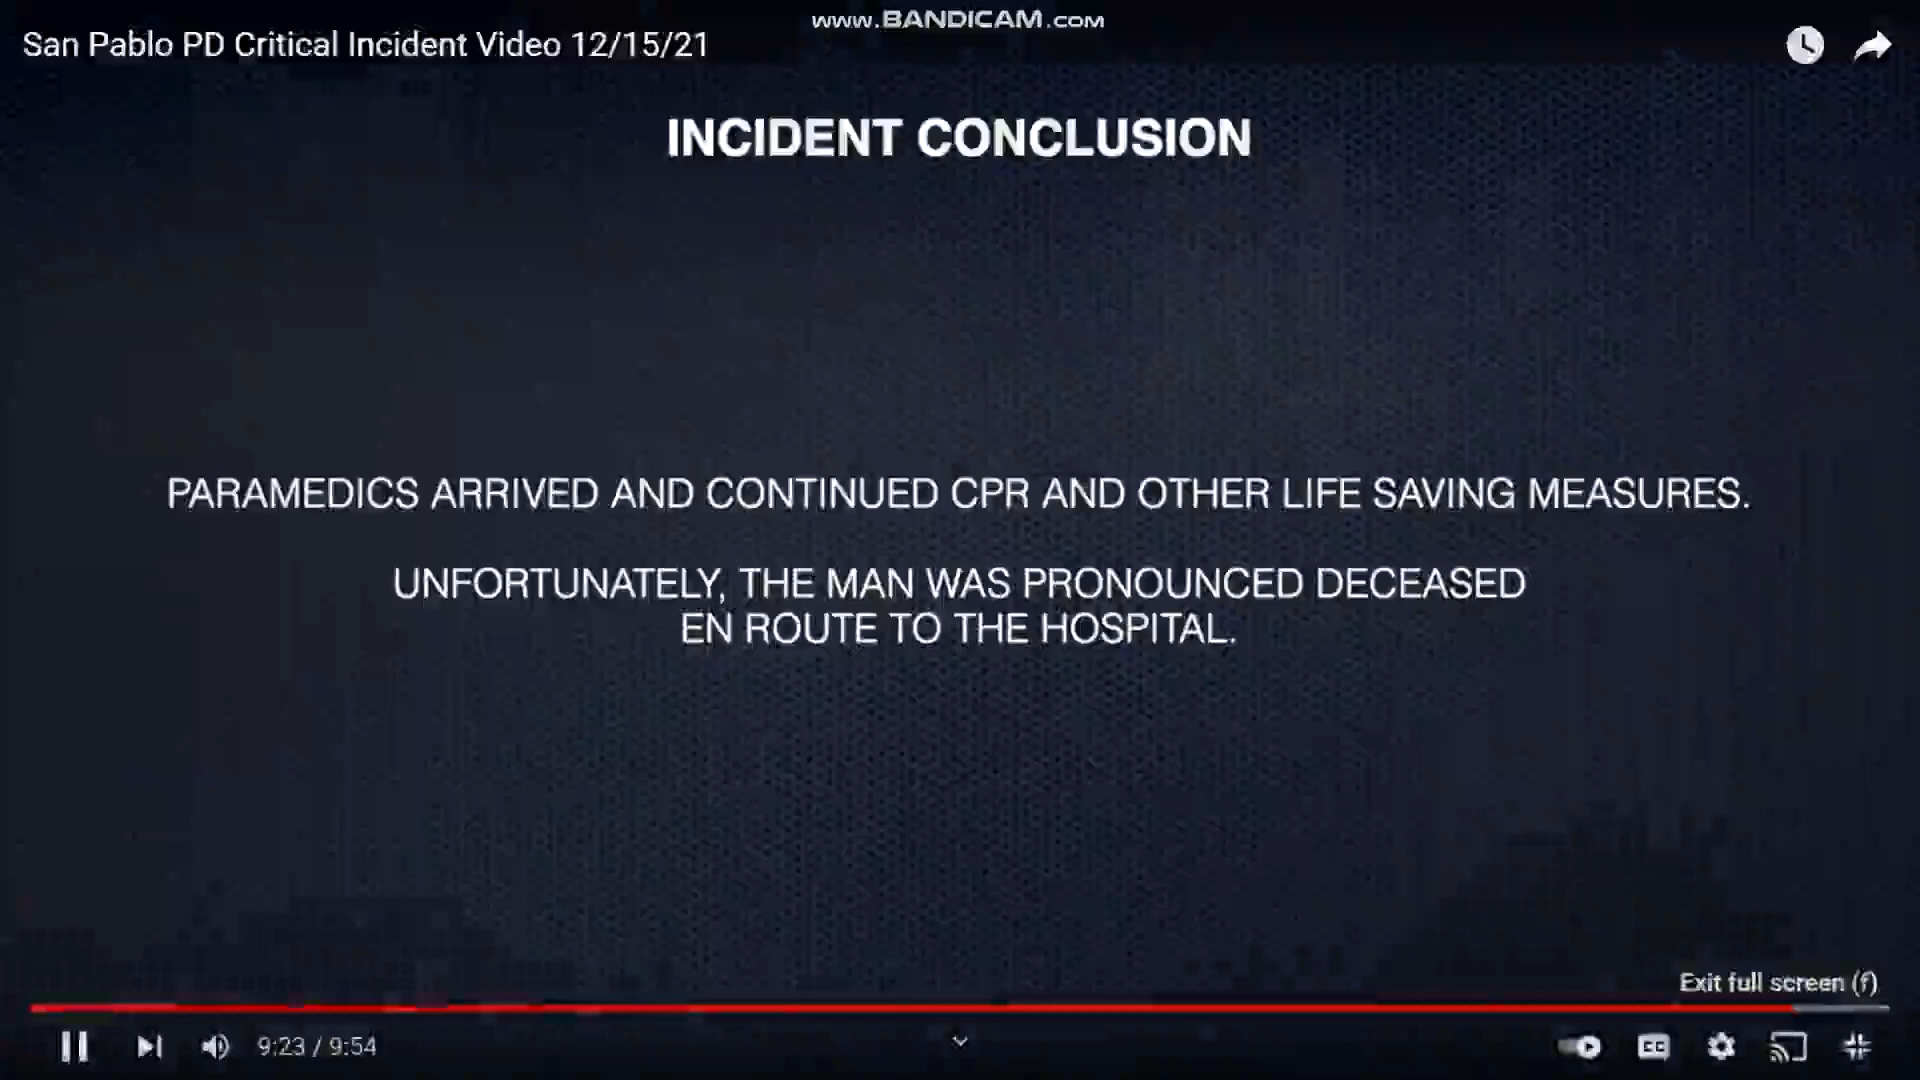 www.BANDICAM.com
San Pablo PD Critical Incident Video 12/15/21
INCIDENT CONCLUSION
PARAMEDICS ARRIVED AND CONTINUED CPR AND OTHER LIFE SAVING MEASURES.
UNFORTUNATELY, THE MAN WAS PRONOUNCED DECEASED
EN ROUTE TO THE HOSPITAL.
Exit full screen (f)
9:23 / 9:54
CC